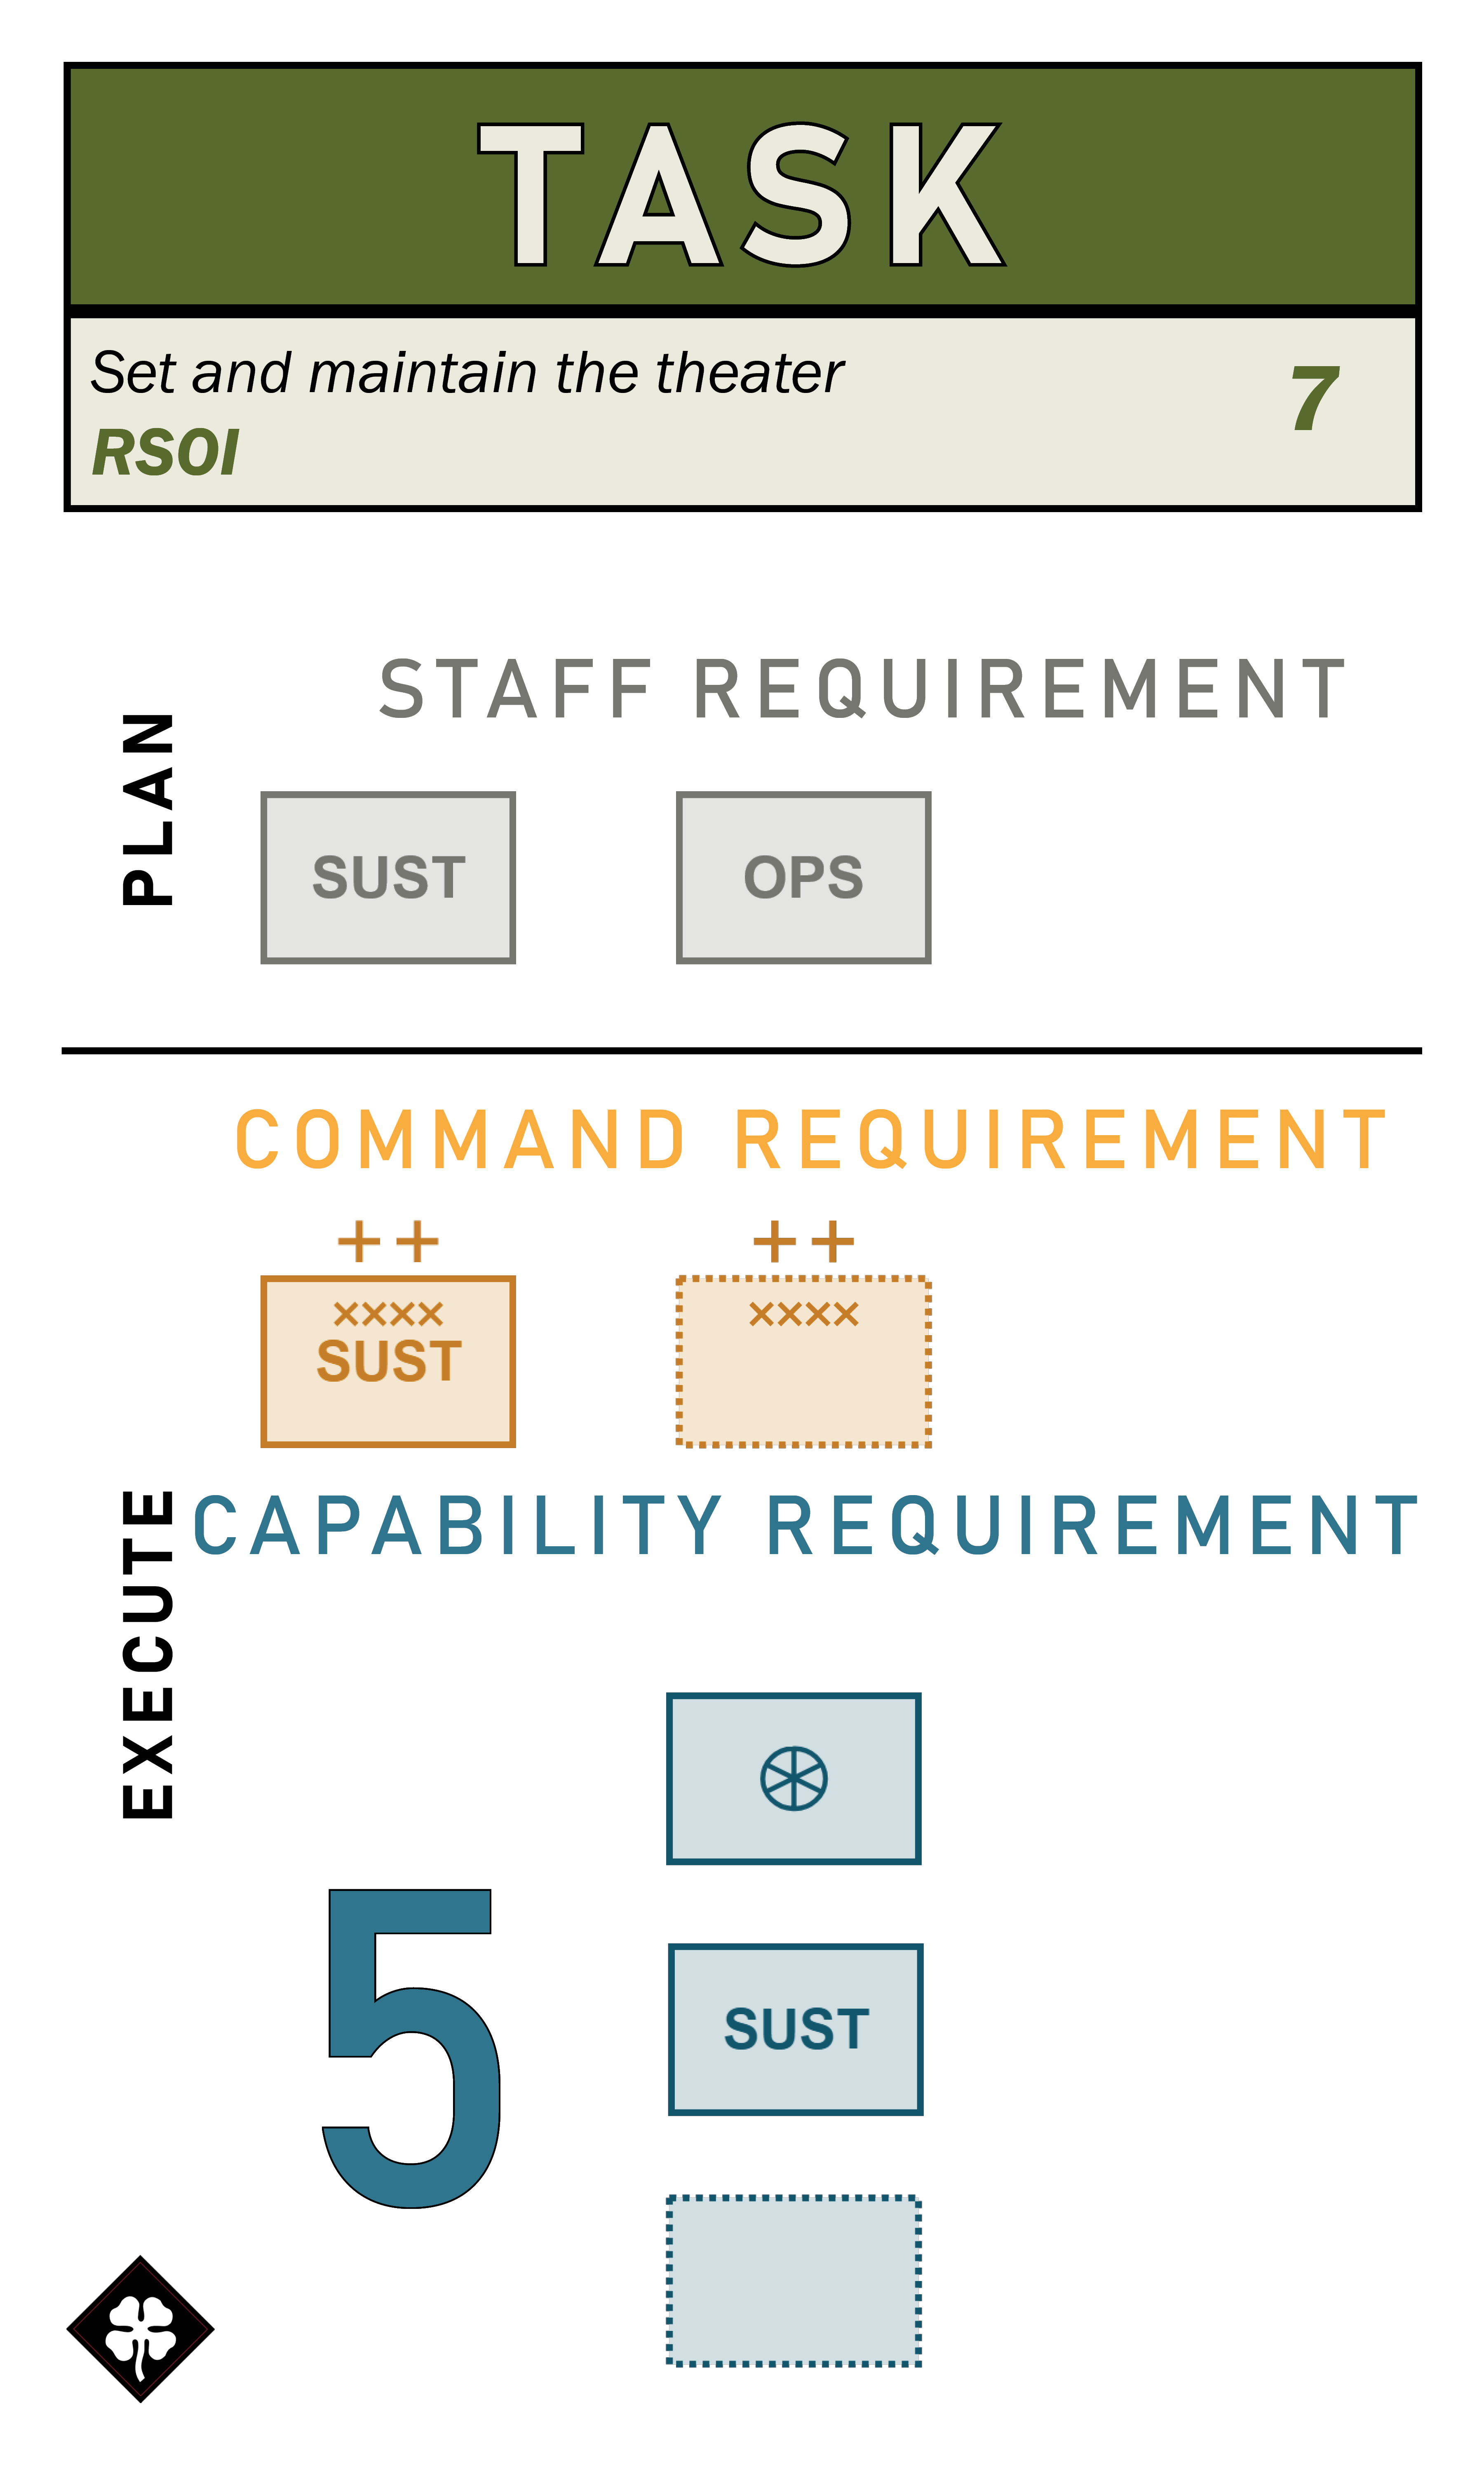 TASK
Set and maintain the theater
RSOI
7
PLAN
STAFF REQUIREMENT
SUST
OPS
COMMAND REQUIREMENT
++
++
××××
SUST
××××
EXECUTE
CAPABILITY REQUIREMENT
SUST
5